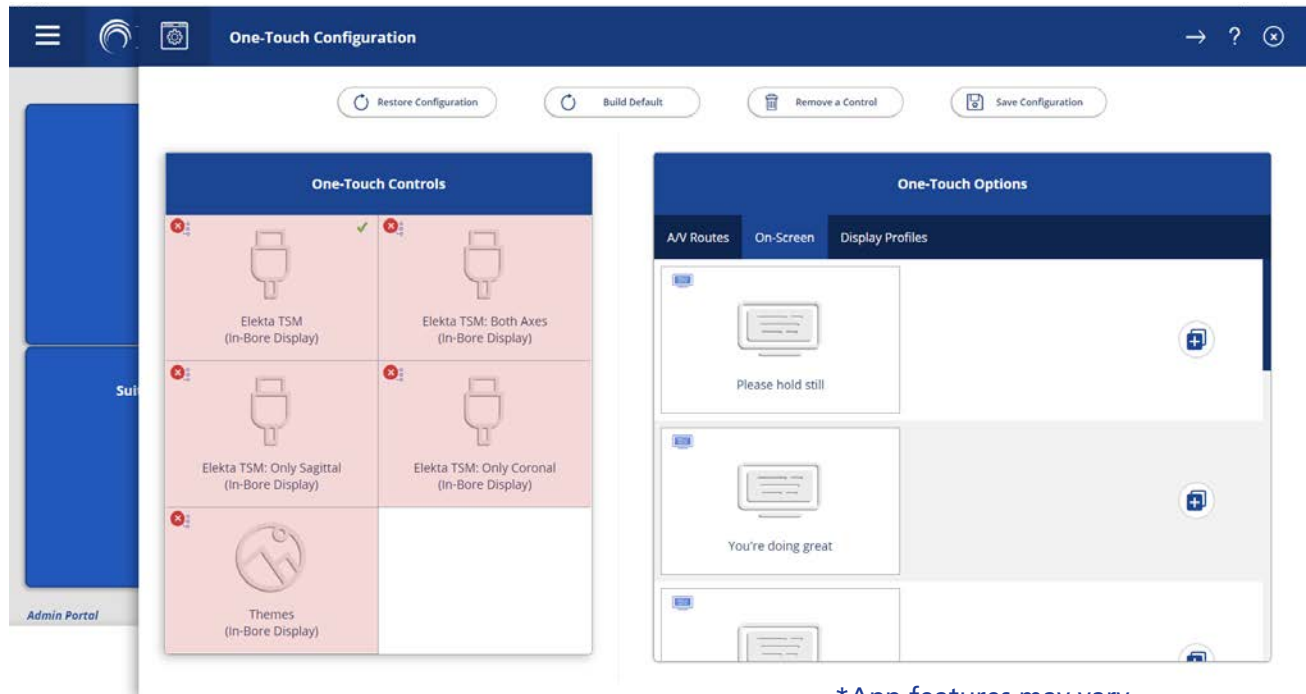 One-Touch Configuration
?
Restore Configuration
Build Default
Remove a Control
Save Configuration
One-Touch Controls
Elekta TSM
(In-Bore Display)
Elekta TSM: Both Axes
(In-Bore Display)
Elekta TSM: Only Sagittal
(In-Bore Display)
Elekta TSM: Only Coronal
(In-Bore Display)
Themes
(In-Bore Display)
One-Touch Options
A/V Routes
On-Screen
Display Profiles
Please hold still
You're doing great
Admin Portal
*App features may vary